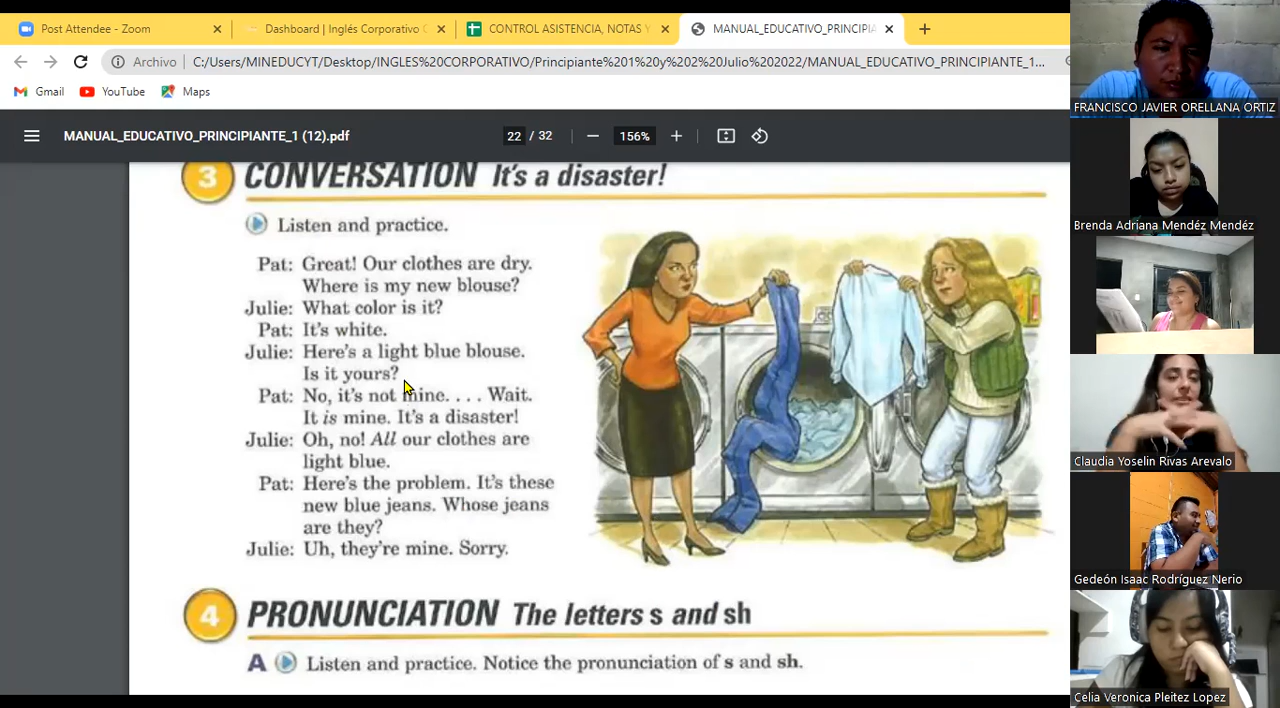 Post Attendee - Zoom
Dashboard | Inglés Corporativo
CONTROL ASISTENCIA, NOTAS Y
MANUAL_EDUCATIVO_PRINCIPIA
Archivo
C:/Users/MINEDUCYT/Desktop/INGLES%20CORPORATIVO/Principiante%201%20y%202%20Julio%202022/MANUAL_EDUCATIVO_PRINCIPIANTE_1...
Gmail
YouTube
Maps
MANUAL_EDUCATIVO_PRINCIPIANTE_1 (12).pdf
22 / 32
156%
3 CONVERSATION It's a disaster!
Listen and practice.
Pat: Great! Our clothes are dry.
Where is my new blouse?
Julie: What color is it?
Pat: It's white.
Julie: Here's a light blue blouse.
Is it yours?
Pat: No, it's not mine. . . . Wait.
It is mine. It's a disaster!
Julie: Oh, no! All our clothes are
light blue.
Pat: Here's the problem. It's these
new blue jeans. Whose jeans
are they?
Julie: Uh, they're mine. Sorry.
4 PRONUNCIATION The letters s and sh
A Listen and practice. Notice the pronunciation of s and sh.
FRANCISCO JAVIER ORELLANA ORTIZ
Brenda Adriana Mendéz Mendéz
Claudia Yoselin Rivas Arevalo
Gedeón Isaac Rodríguez Nerio
Celia Veronica Pleitez Lopez